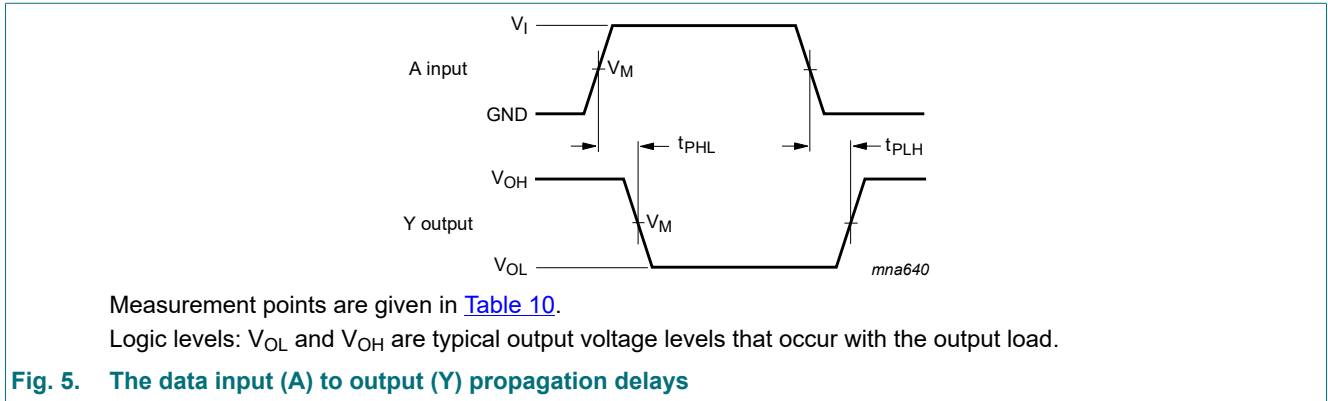 V_I
A input
V_M
GND
t_PHL
t_PLH
V_OH
Y output
V_M
V_OL
mna640
Measurement points are given in Table 10.
Logic levels: V_OL and V_OH are typical output voltage levels that occur with the output load.
Fig. 5. The data input (A) to output (Y) propagation delays